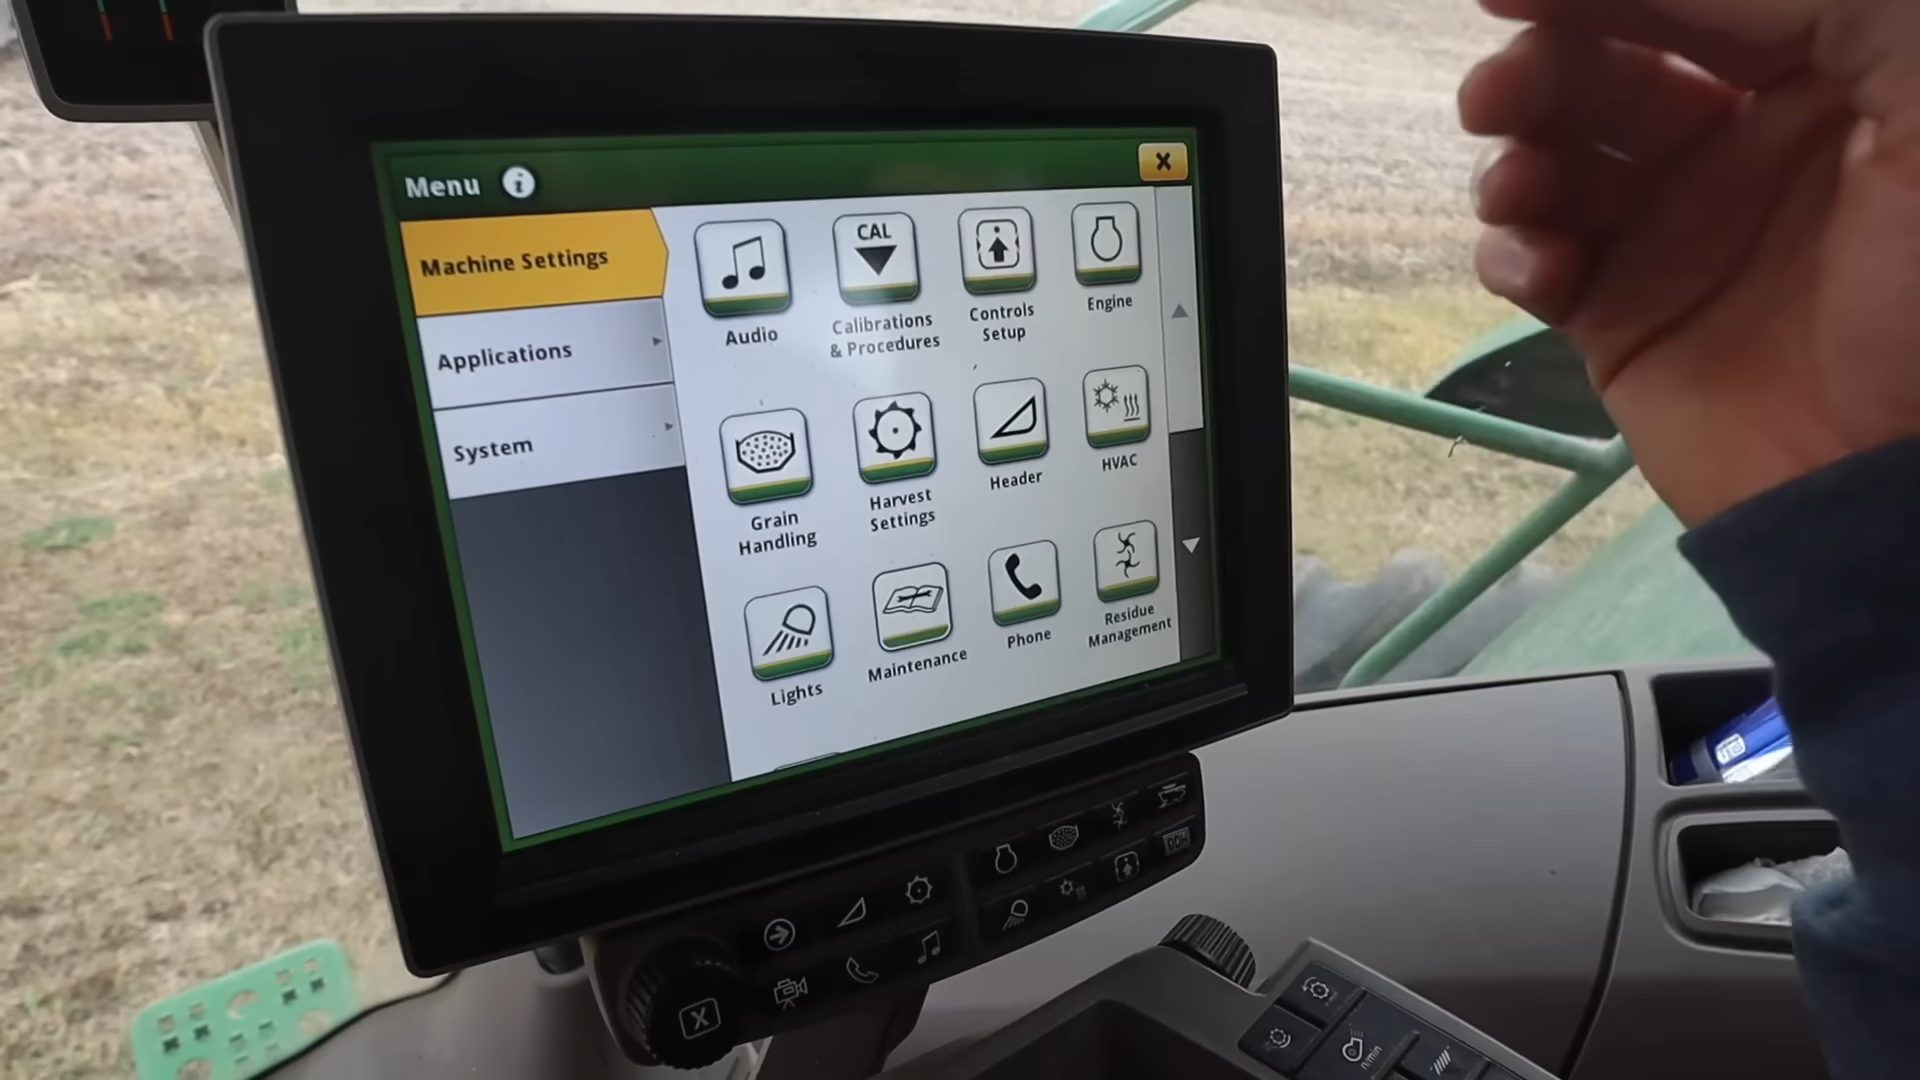 Menu i
X
Machine Settings
Applications
System
Audio
CAL
Calibrations
& Procedures
Controls
Setup
Engine
Grain
Handling
Harvest
Settings
Header
HVAC
Lights
Maintenance
Phone
Residue
Management
X
n/min